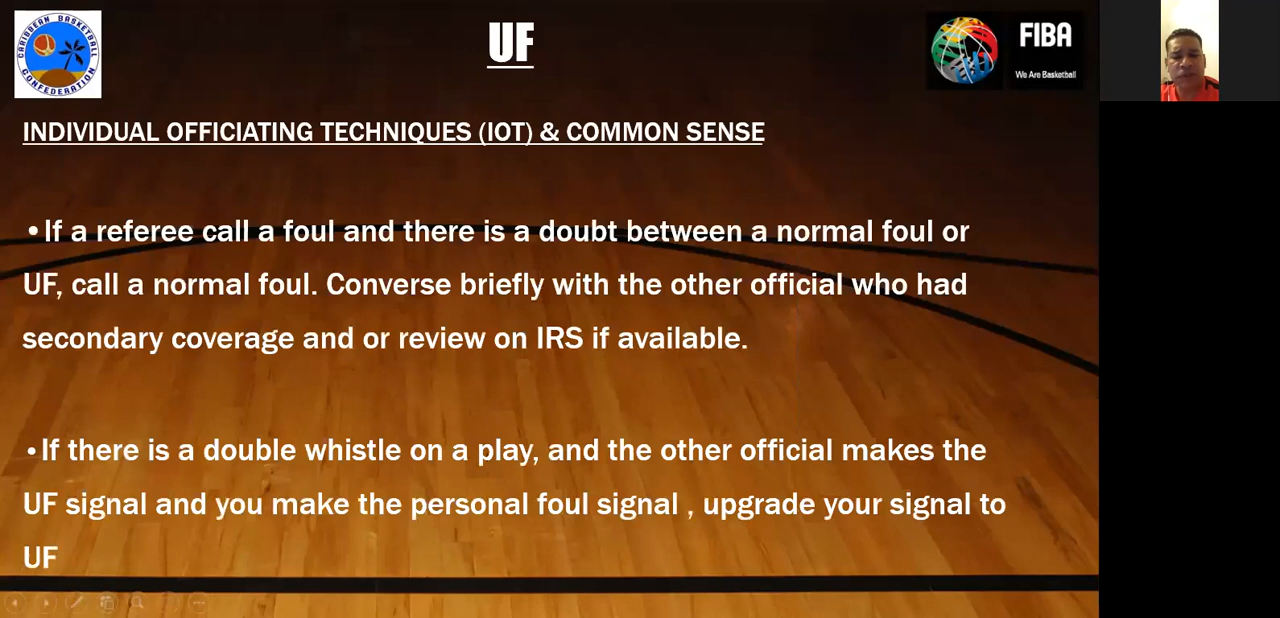 UF
CARIBBEAN BASKETBALL CONFEDERATION
FIBA
We Are Basketball
INDIVIDUAL OFFICIATING TECHNIQUES (IOT) & COMMON SENSE
•If a referee call a foul and there is a doubt between a normal foul or
UF, call a normal foul. Converse briefly with the other official who had
secondary coverage and or review on IRS if available.
•If there is a double whistle on a play, and the other official makes the
UF signal and you make the personal foul signal , upgrade your signal to
UF